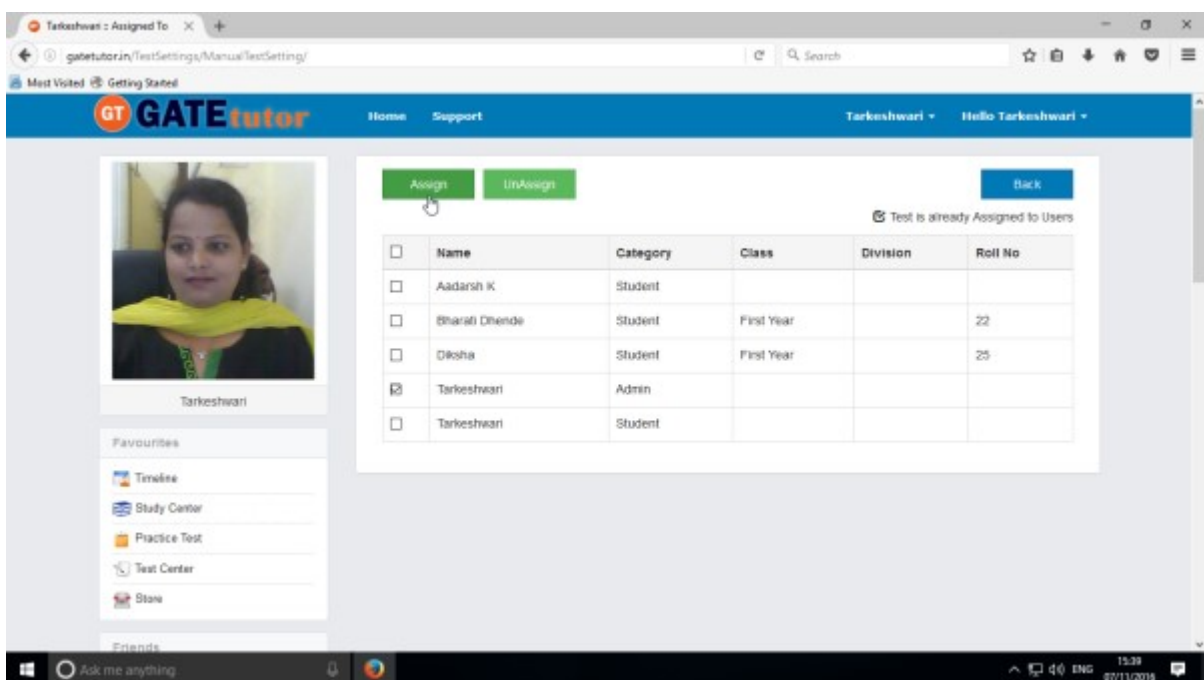 Tarkeshwari :: Assigned To
gatetutor.in/TestSettings/ManualTestSetting/
Search
Most Visited Getting Started
GT GATEtutor Home Support Tarkeshwari Hello Tarkeshwari
Assign UnAssign Back
Test is already Assigned to Users
Name Category Class Division Roll No
Aadarsh K Student
Bharati Dhende Student First Year 22
Diksha Student First Year 25
Tarkeshwari Admin
Tarkeshwari Student
Tarkeshwari
Favourites
Timeline
Study Center
Practice Test
Test Center
Store
Friends
Ask me anything
ENG
15:39
07/11/2016